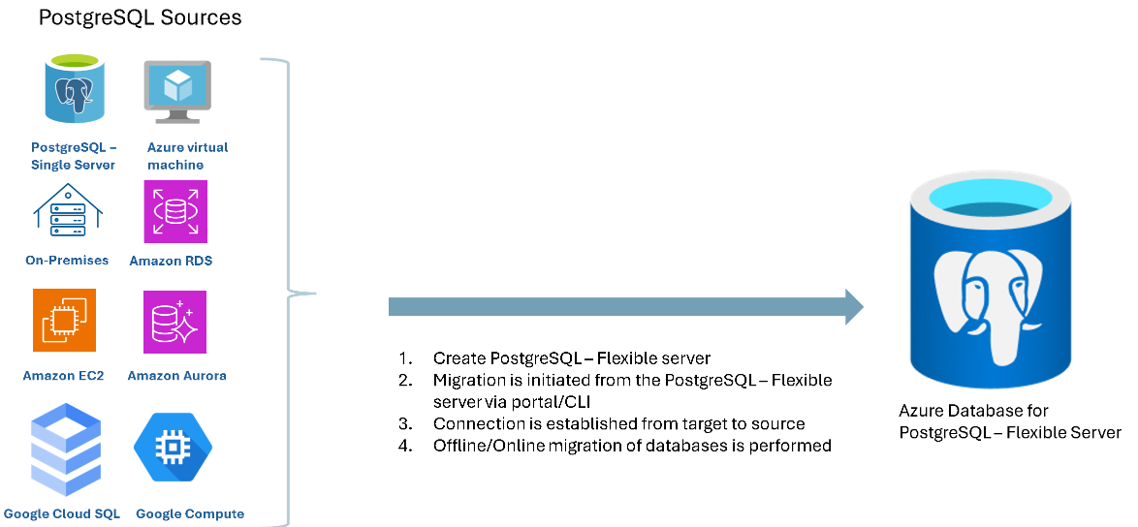 PostgreSQL Sources
PostgreSQL –
Single Server
Azure virtual
machine
On-Premises
Amazon RDS
Amazon EC2
Amazon Aurora
Google Cloud SQL
Google Compute
1. Create PostgreSQL – Flexible server
2. Migration is initiated from the PostgreSQL – Flexible
server via portal/CLI
3. Connection is established from target to source
4. Offline/Online migration of databases is performed
Azure Database for
PostgreSQL – Flexible Server